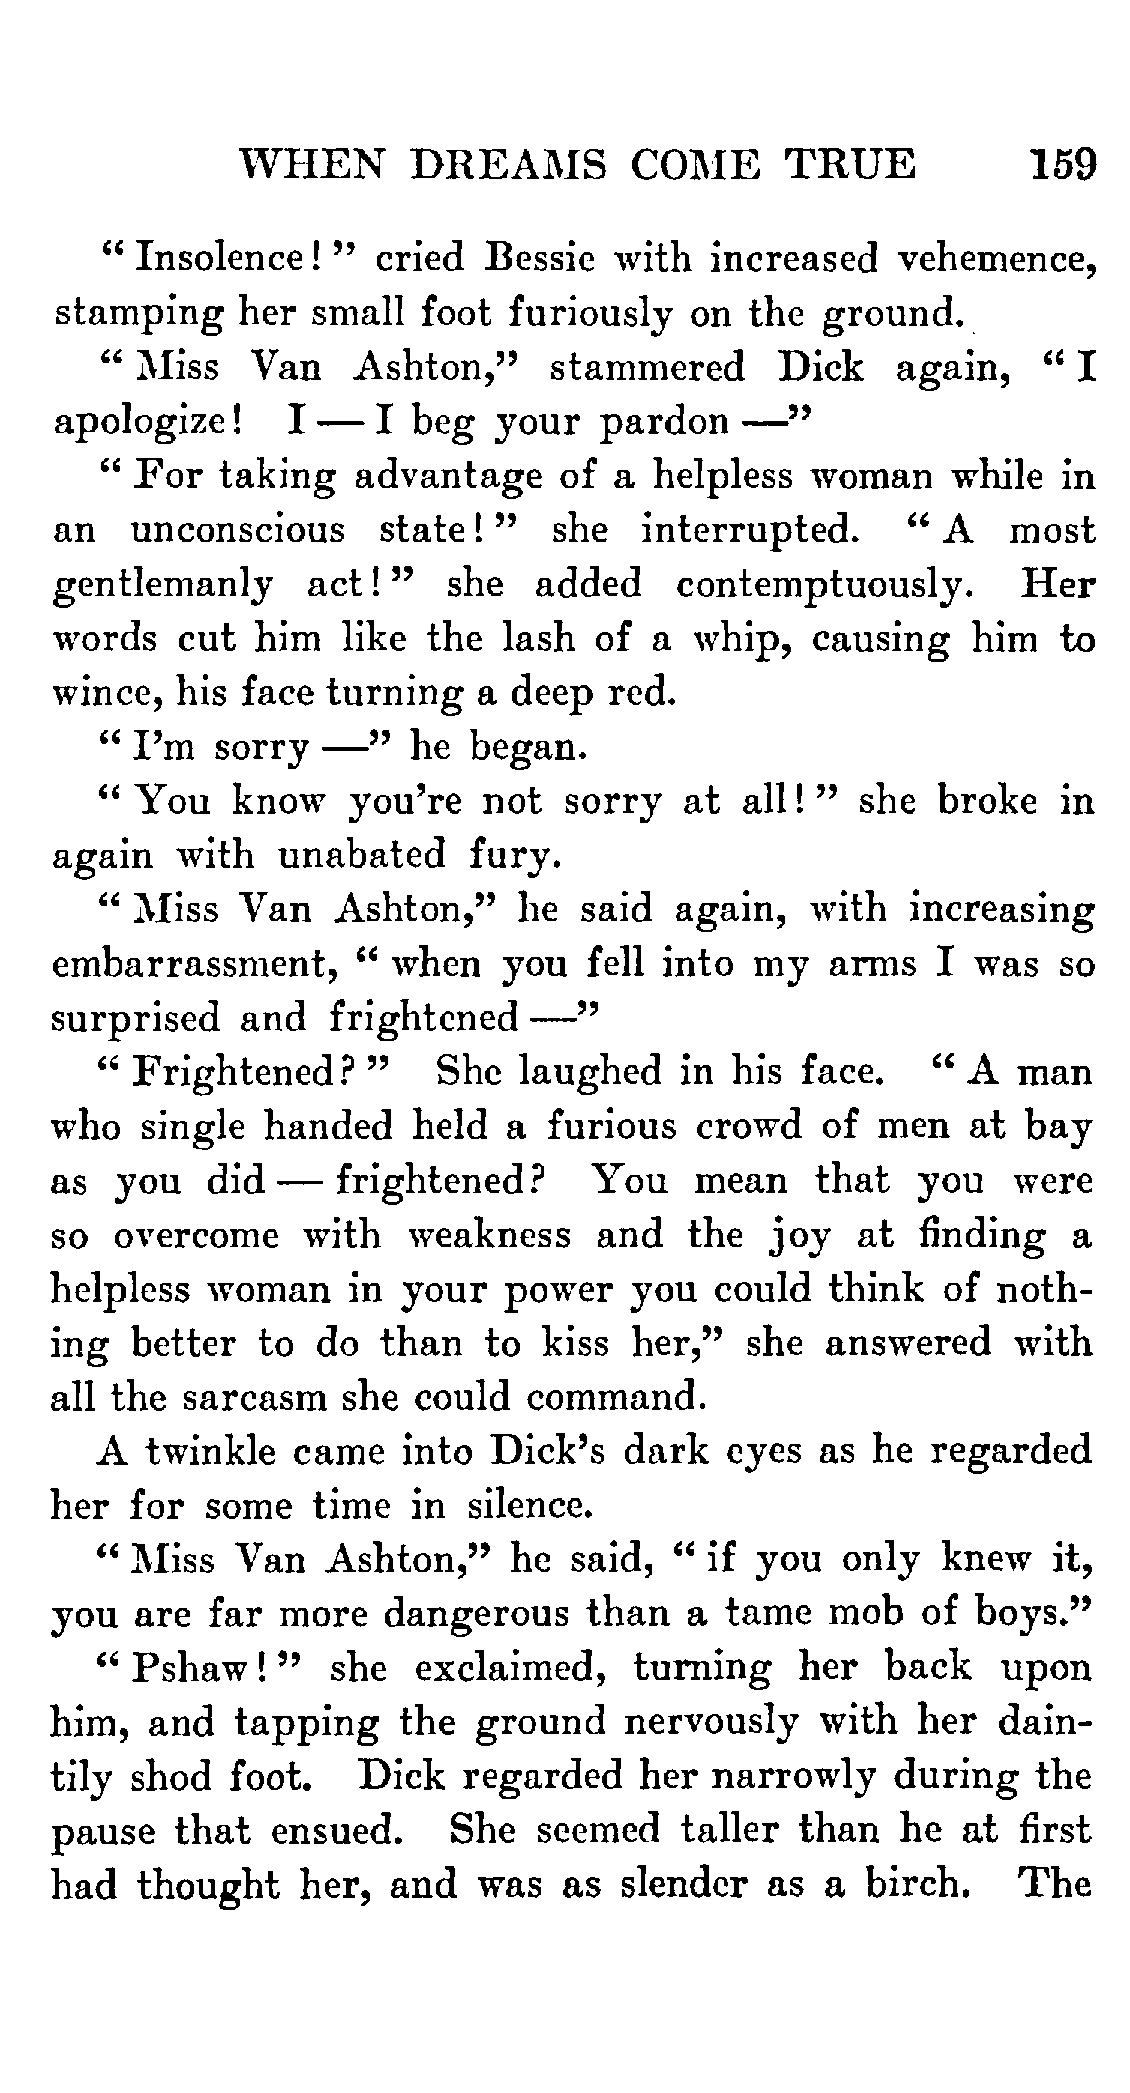 WHEN DREAMS COME TRUE 159
" Insolence! " cried Bessie with increased vehemence,
stamping her small foot furiously on the ground.
" Miss Van Ashton," stammered Dick again, " I
apologize! I — I beg your pardon —"
" For taking advantage of a helpless woman while in
an unconscious state! " she interrupted. " A most
gentlemanly act! " she added contemptuously. Her
words cut him like the lash of a whip, causing him to
wince, his face turning a deep red.
" I'm sorry —" he began.
" You know you're not sorry at all! " she broke in
again with unabated fury.
" Miss Van Ashton," he said again, with increasing
embarrassment, " when you fell into my arms I was so
surprised and frightened —"
" Frightened? " She laughed in his face. " A man
who single handed held a furious crowd of men at bay
as you did — frightened? You mean that you were
so overcome with weakness and the joy at finding a
helpless woman in your power you could think of noth-
ing better to do than to kiss her," she answered with
all the sarcasm she could command.
A twinkle came into Dick's dark eyes as he regarded
her for some time in silence.
" Miss Van Ashton," he said, " if you only knew it,
you are far more dangerous than a tame mob of boys."
" Pshaw! " she exclaimed, turning her back upon
him, and tapping the ground nervously with her dain-
tily shod foot. Dick regarded her narrowly during the
pause that ensued. She seemed taller than he at first
had thought her, and was as slender as a birch. The